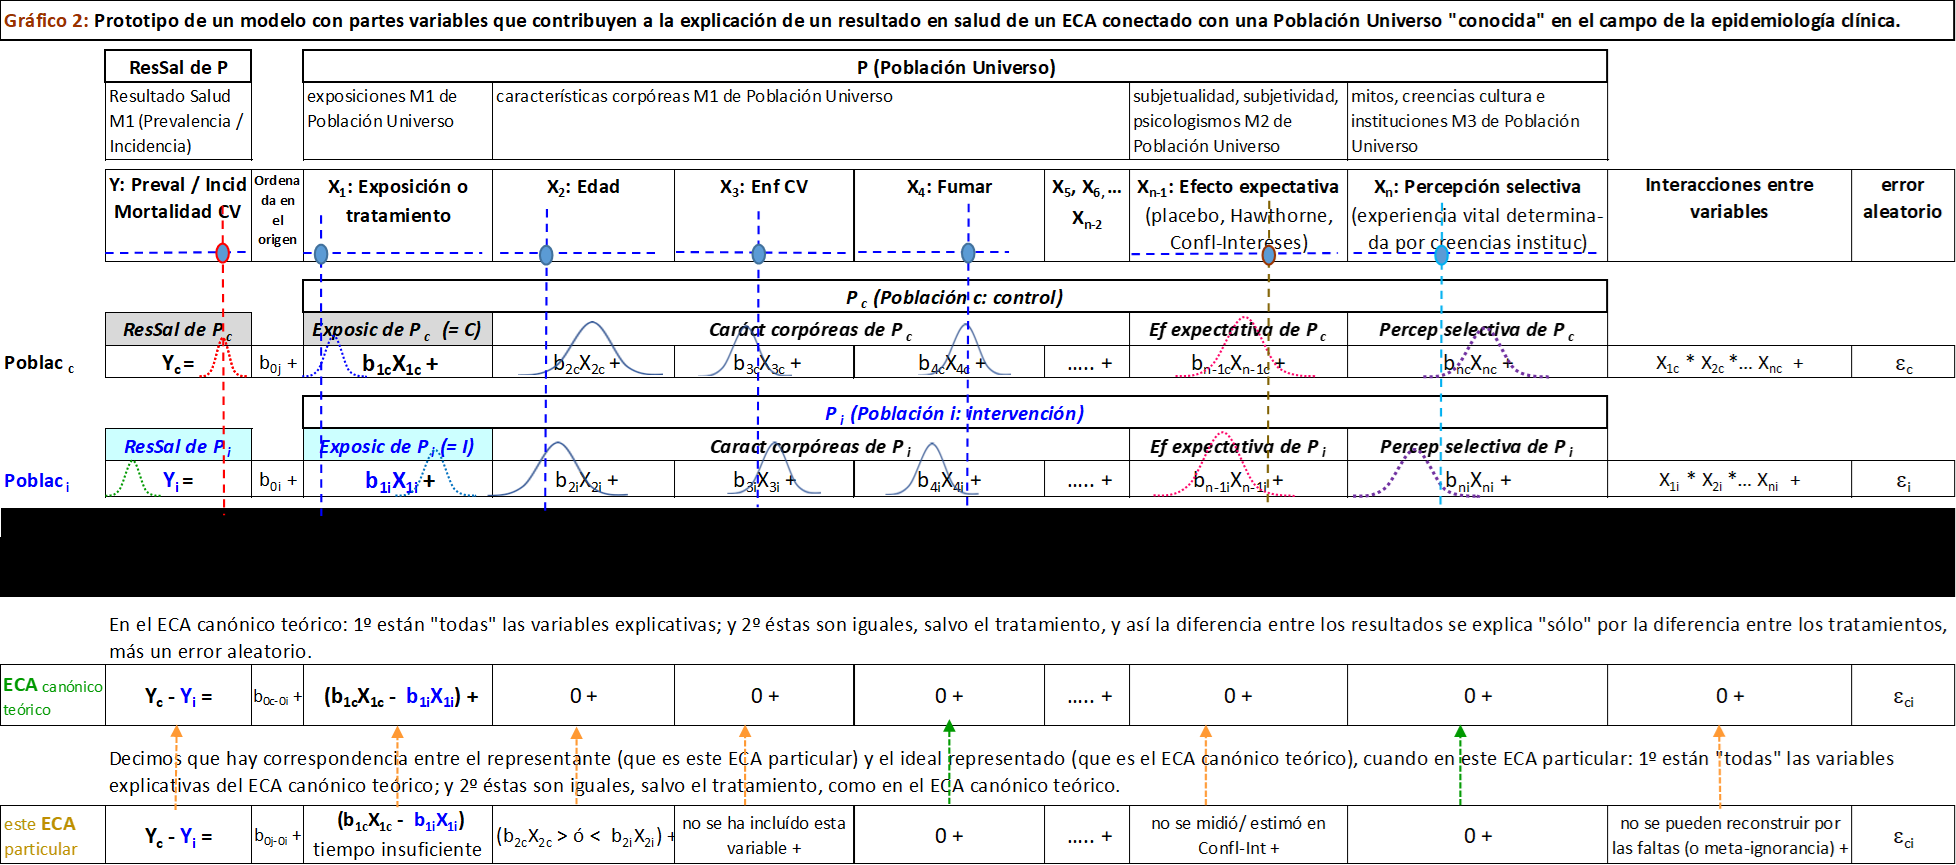 Gráfico 2: Prototipo de un modelo con partes variables que contribuyen a la explicación de un resultado en salud de un ECA conectado con una Población Universo "conocida" en el campo de la epidemiología clínica.
ResSal de P
P (Población Universo)
Resultado Salud
M1 (Prevalencia /
Incidencia)
exposiciones M1 de
Población Universo
características corpóreas M1 de Población Universo
subjetualidad, subjetividad,
psicologismos M2 de
Población Universo
mitos, creencias cultura e
instituciones M3 de Población
Universo
Y: Preval / Incid
Mortalidad CV
Ordena
da en
el
origen
X1: Exposición o
tratamiento
X2: Edad
X3: Enf CV
X4: Fumar
X5, X6, ...
Xn-2
Xn-1: Efecto expectativa
(placebo, Hawthorne,
Confl-Intereses)
Xn: Percepción selectiva
(experiencia vital determina-
da por creencias instituc)
Interacciones entre
variables
error
aleatorio
P c (Población c: control)
ResSal de P c
Exposic de P c (= C)
Caráct corpóreas de P c
Ef expectativa de P c
Percep selectiva de P c
Poblac c
Yc =
b0j +
b1cX1c +
b2cX2c +
b3cX3c +
b4cX4c +
..... +
bn-1cXn-1c +
bncXnc +
X1c * X2c *... Xnc +
εc
P i (Población i: intervención)
ResSal de P i
Exposic de P i (= I)
Caract corpóreas de P i
Ef expectativa de P i
Percep selectiva de P i
Poblac i
Yi =
b0i +
b1iX1i +
b2iX2i +
b3iX3i +
b4iX4i +
..... +
bn-1iXn-1i +
bniXni +
X1i * X2i *... Xni +
εi
En el ECA canónico teórico: 1º están "todas" las variables explicativas; y 2º éstas son iguales, salvo el tratamiento, y así la diferencia entre los resultados se explica "sólo" por la diferencia entre los tratamientos,
más un error aleatorio.
ECA canónico
teórico
Yc - Yi =
b0c-0i +
(b1cX1c - b1iX1i) +
0 +
0 +
0 +
..... +
0 +
0 +
0 +
εci
Decimos que hay correspondencia entre el representante (que es este ECA particular) y el ideal representado (que es el ECA canónico teórico), cuando en este ECA particular: 1º están "todas" las variables
explicativas del ECA canónico teórico; y 2º éstas son iguales, salvo el tratamiento, como en el ECA canónico teórico.
este ECA
particular
Yc - Yi =
b0j-0i +
(b1cX1c - b1iX1i)
tiempo insuficiente
(b2cX2c > ó < b2iX2i) +
no se ha incluído esta
variable +
0 +
..... +
no se midió/ estimó en
Confl-Int +
0 +
no se pueden reconstruir por
las faltas (o meta-ignorancia) +
εci